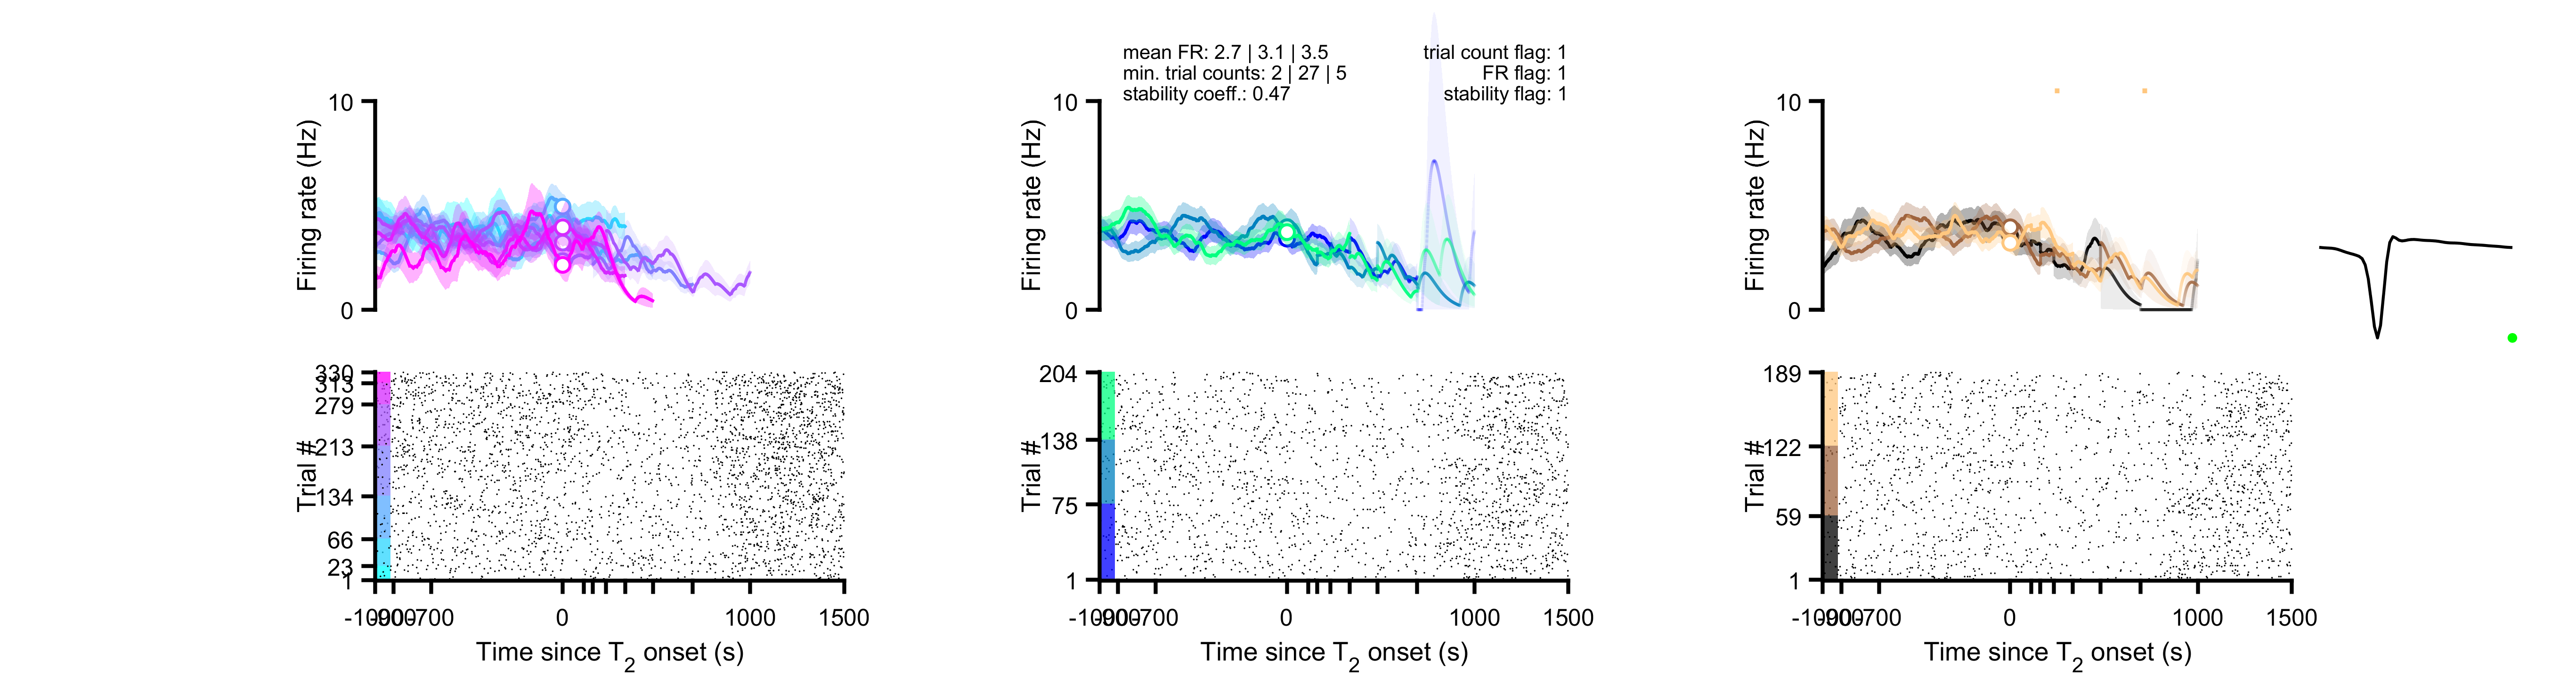 mean FR: 2.7 | 3.1 | 3.5
min. trial counts: 2 | 27 | 5
stability coeff.: 0.47
trial count flag: 1
FR flag: 1
stability flag: 1
10
0
Firing rate (Hz)
10
0
Firing rate (Hz)
10
0
Firing rate (Hz)
330
313
279
213
134
66
23
1
Trial #
-1000
-900
-700
0
1000
1500
Time since T2 onset (s)
204
138
75
1
Trial #
-1000
-900
-700
0
1000
1500
Time since T2 onset (s)
189
122
59
1
Trial #
-1000
-900
-700
0
1000
1500
Time since T2 onset (s)